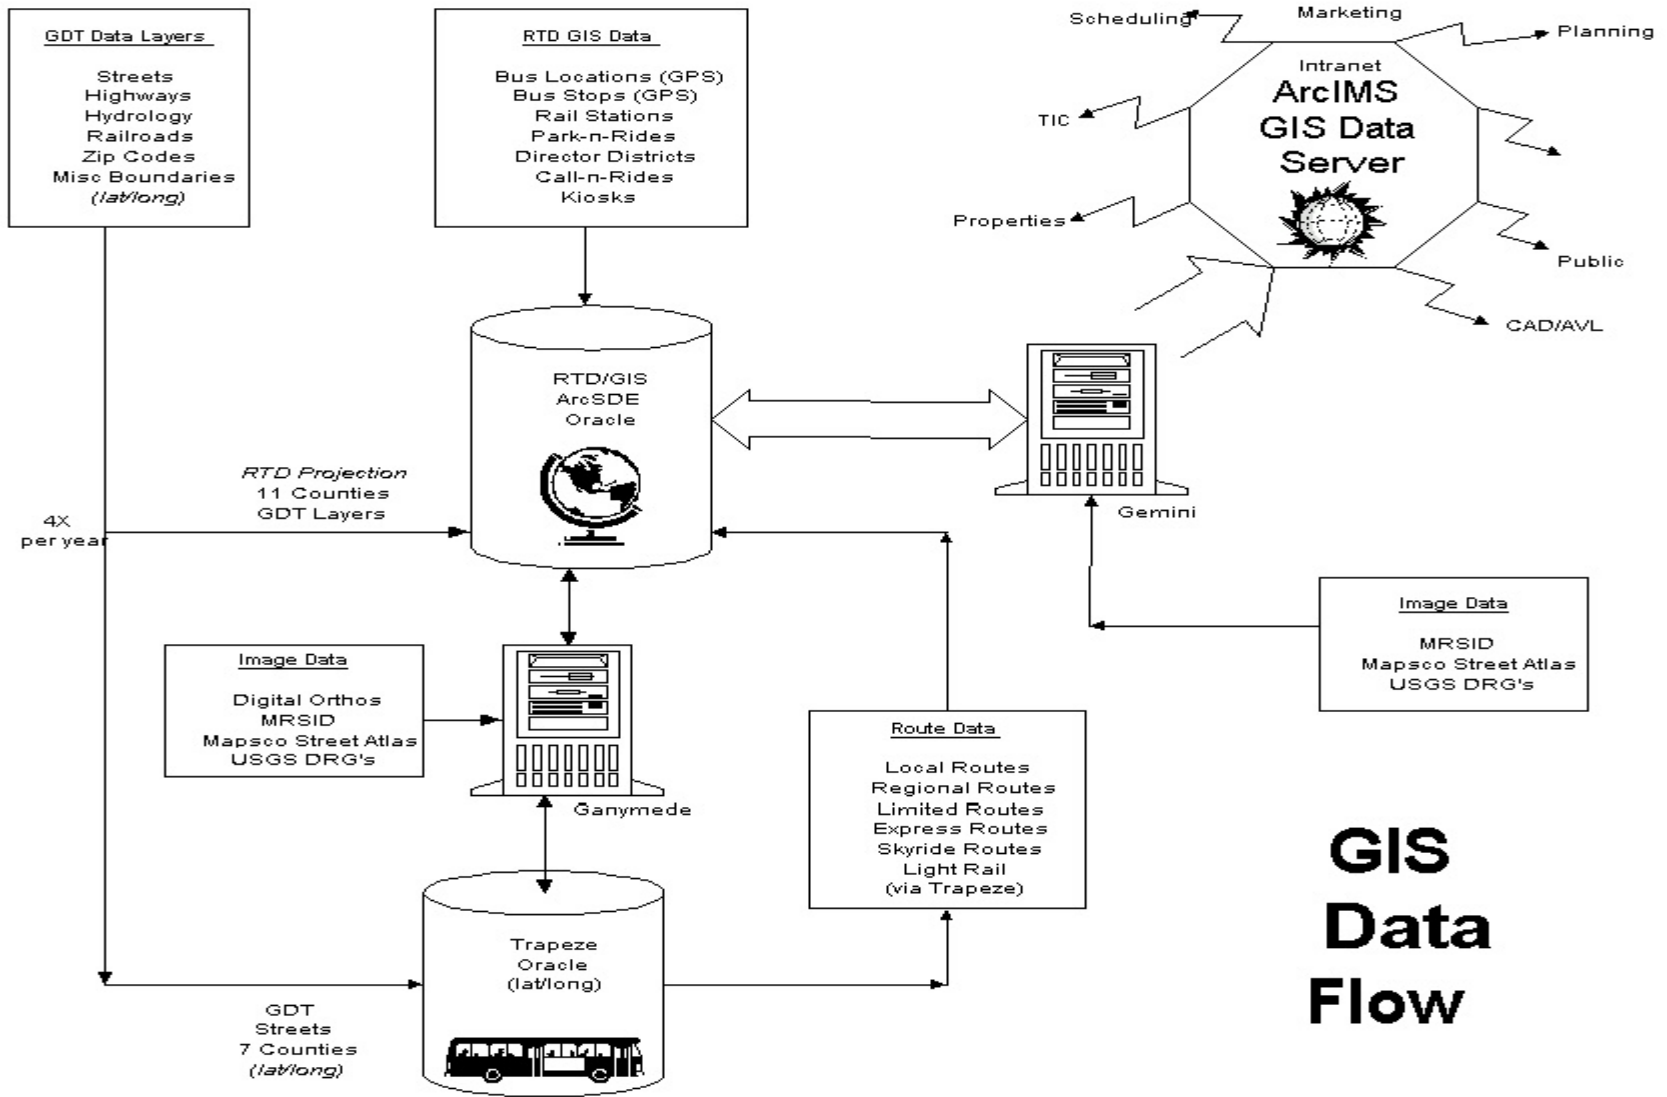 GDT Data Layers
Streets
Highways
Hydrology
Railroads
Zip Codes
Misc Boundaries
(lat/long)
RTD GIS Data
Bus Locations (GPS)
Bus Stops (GPS)
Rail Stations
Park-n-Rides
Director Districts
Call-n-Rides
Kiosks
Scheduling
Marketing
Planning
TIC
Properties
Public
CAD/AVL
Intranet
ArcIMS
GIS Data
Server
RTD/GIS
ArcSDE
Oracle
RTD Projection
11 Counties
GDT Layers
4X
per year
Gemini
Image Data
MRSID
Mapsco Street Atlas
USGS DRG's
Image Data
Digital Orthos
MRSID
Mapsco Street Atlas
USGS DRG's
Ganymede
Route Data
Local Routes
Regional Routes
Limited Routes
Express Routes
Skyride Routes
Light Rail
(via Trapeze)
Trapeze
Oracle
(lat/long)
GDT
Streets
7 Counties
(lat/long)
GIS
Data
Flow